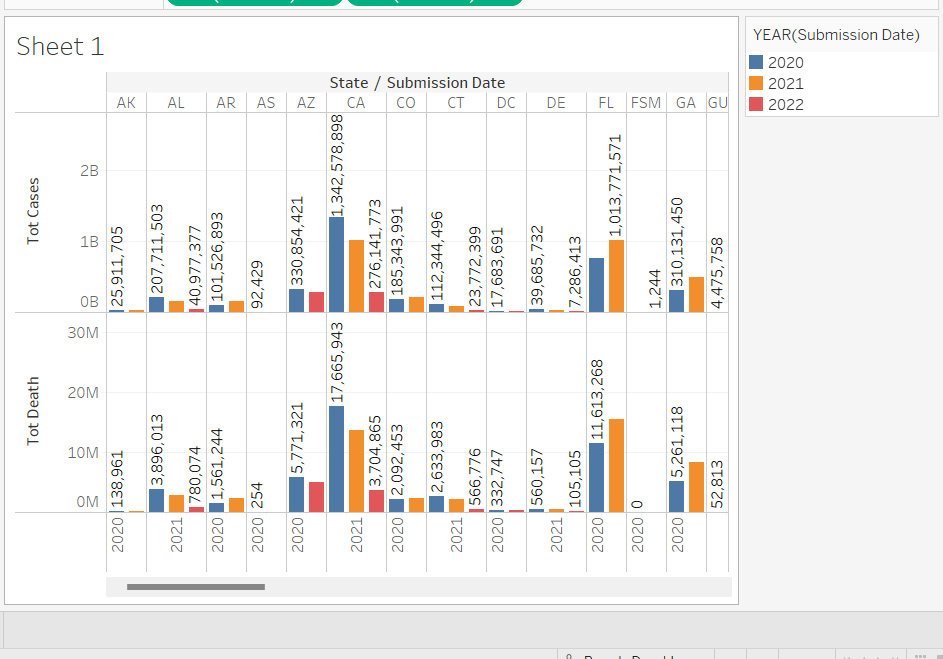 Sheet 1
YEAR(Submission Date)
2020
2021
2022
State / Submission Date
AK AL AR AS AZ CA CO CT DC DE FL FSM GA GU
Tot Cases
2B
1B
0B
25,911,705
207,711,503
40,977,377
101,526,893
92,429
330,854,421
1,342,578,898
276,141,773
185,343,991
112,344,496
23,772,399
17,683,691
39,685,732
7,286,413
1,013,771,571
1,244
310,131,450
4,475,758
Tot Death
30M
20M
10M
0M
138,961
3,896,013
780,074
1,561,244
254
5,771,321
17,665,943
3,704,865
2,092,453
2,633,983
566,776
332,747
560,157
105,105
11,613,268
0
5,261,118
52,813
2020 2021 2020 2020 2020 2021 2020 2021 2020 2021 2020 2020 2020